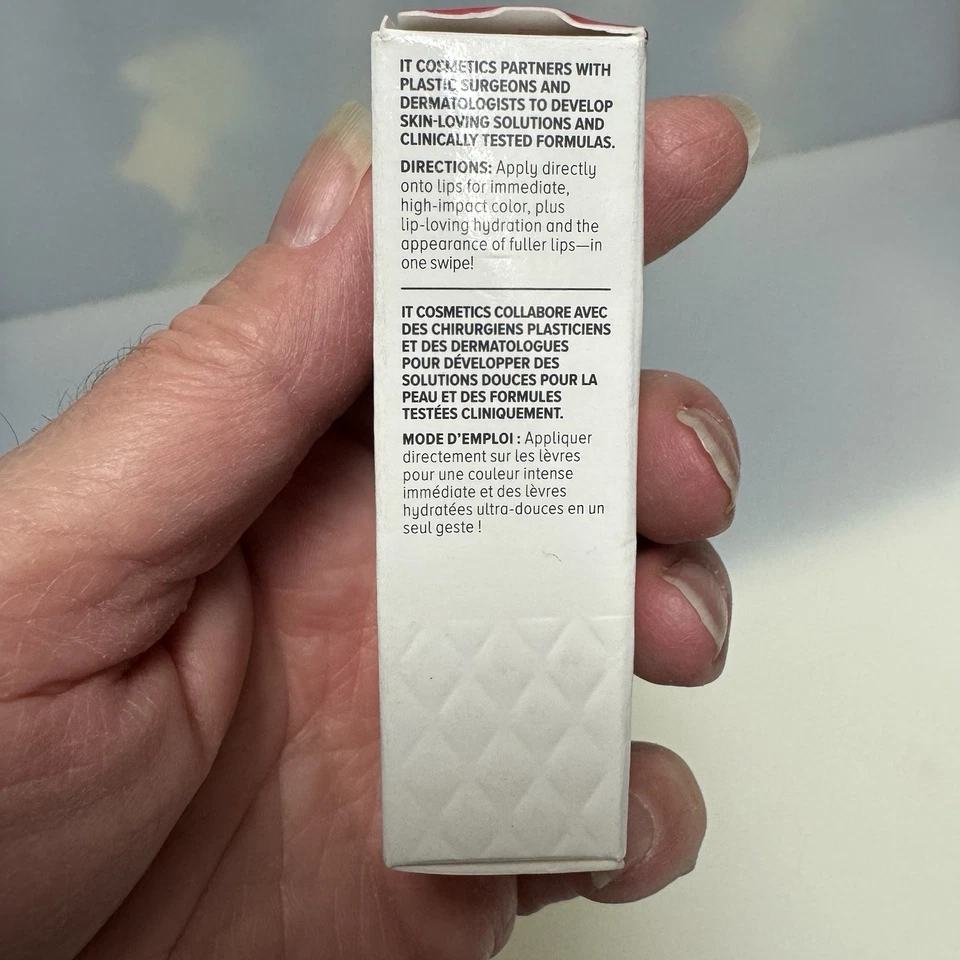 IT COSMETICS PARTNERS WITH
PLASTIC SURGEONS AND
DERMATOLOGISTS TO DEVELOP
SKIN-LOVING SOLUTIONS AND
CLINICALLY TESTED FORMULAS.
DIRECTIONS: Apply directly
onto lips for immediate,
high-impact color, plus
lip-loving hydration and the
appearance of fuller lips—in
one swipe!
IT COSMETICS COLLABORE AVEC
DES CHIRURGIENS PLASTICIENS
ET DES DERMATOLOGUES
POUR DÉVELOPPER DES
SOLUTIONS DOUCES POUR LA
PEAU ET DES FORMULES
TESTÉES CLINIQUEMENT.
MODE D'EMPLOI : Appliquer
directement sur les lèvres
pour une couleur intense
immédiate et des lèvres
hydratées ultra-douces en un
seul geste !